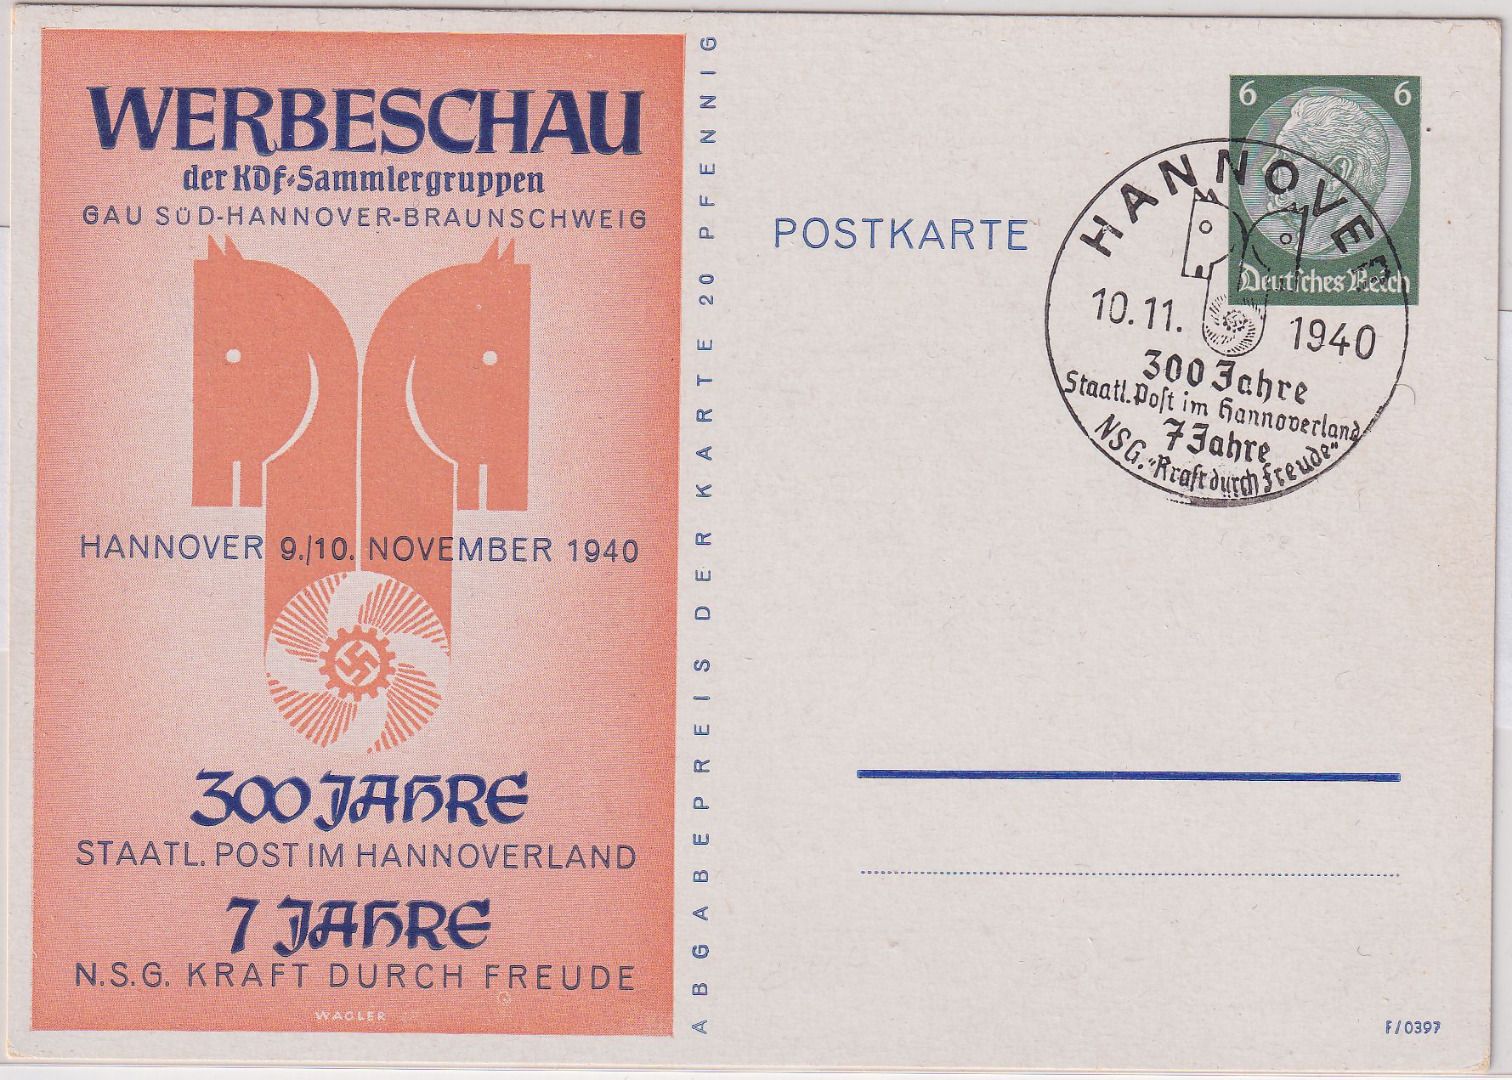 WERBESCHAU
der KDF-Sammlergruppen
GAU SÜD-HANNOVER-BRAUNSCHWEIG
HANNOVER 9./10. NOVEMBER 1940
300 JAHRE
STAATL. POST IM HANNOVERLAND
7 JAHRE
N.S.G. KRAFT DURCH FREUDE
WAGLER
ABGABEPREIS DER KARTE 20 PFENNIG
POSTKARTE
6 6
Deutsches Reich
HANNOVER
10.11. 1940
300 Jahre
Staatl. Post im Hannoverland
7 Jahre
NSG. "Kraft durch Freude"
F/0397